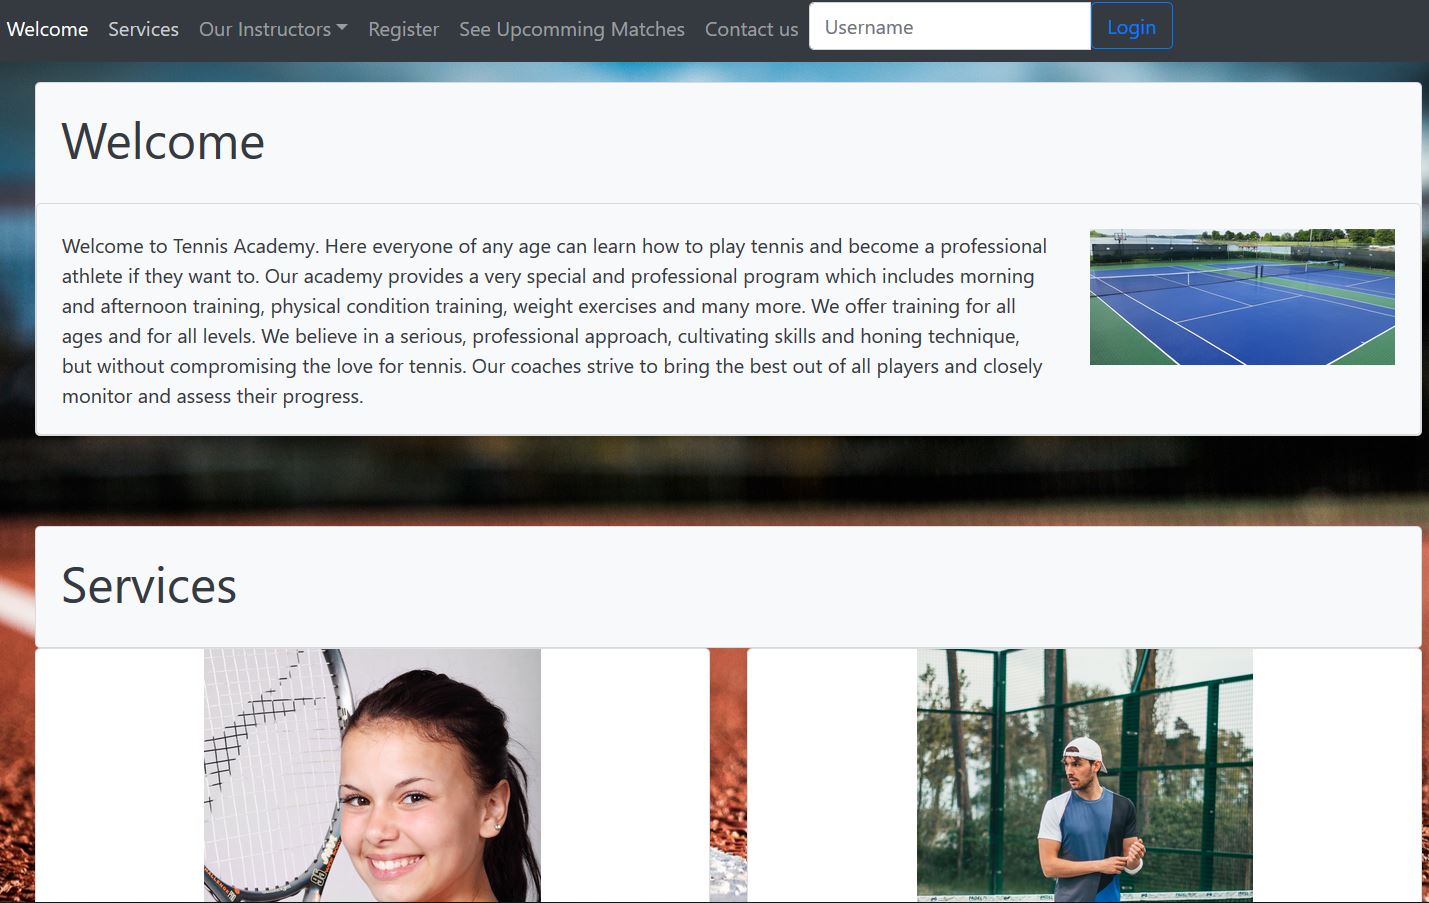 Welcome Services Our Instructors Register See Upcomming Matches Contact us Username Login
Welcome
Welcome to Tennis Academy. Here everyone of any age can learn how to play tennis and become a professional
athlete if they want to. Our academy provides a very special and professional program which includes morning
and afternoon training, physical condition training, weight exercises and many more. We offer training for all
ages and for all levels. We believe in a serious, professional approach, cultivating skills and honing technique,
but without compromising the love for tennis. Our coaches strive to bring the best out of all players and closely
monitor and assess their progress.
Services